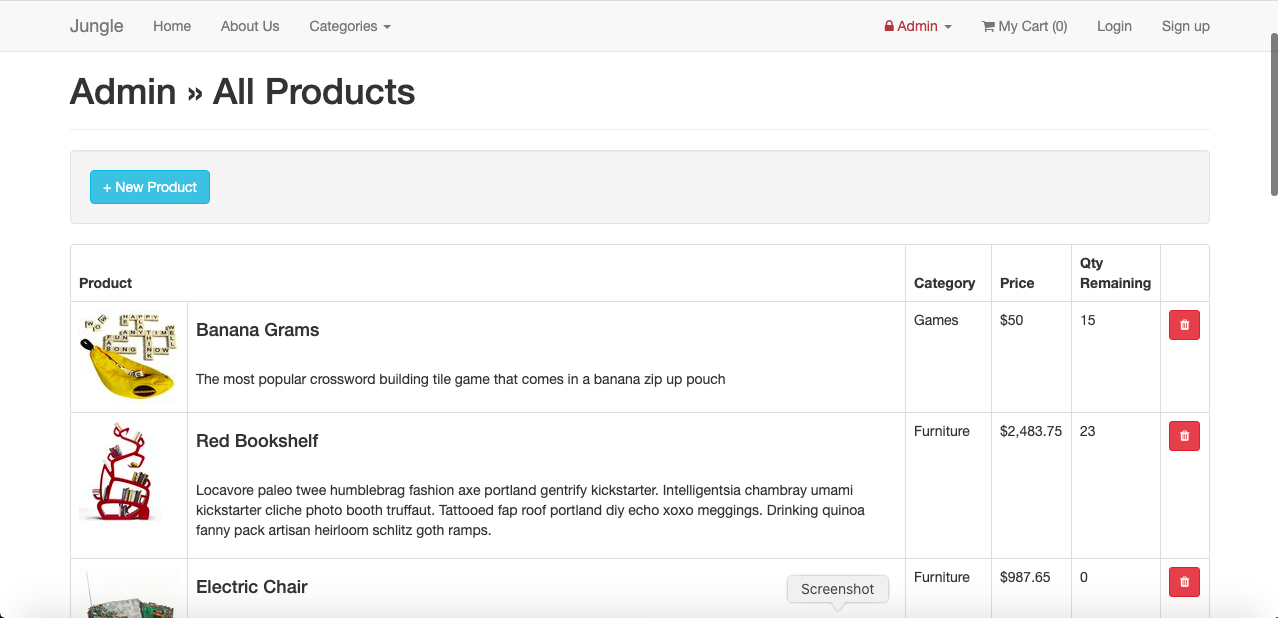 Jungle Home About Us Categories Admin My Cart (0) Login Sign up
Admin » All Products
+ New Product
Product Category Price Qty Remaining
Banana Grams Games $50 15
The most popular crossword building tile game that comes in a banana zip up pouch
Red Bookshelf Furniture $2,483.75 23
Locavore paleo twee humblebrag fashion axe portland gentrify kickstarter. Intelligentsia chambray umami
kickstarter cliche photo booth truffaut. Tattooed fap roof portland diy echo xoxo meggings. Drinking quinoa
fanny pack artisan heirloom schlitz goth ramps.
Electric Chair Furniture $987.65 0
Screenshot